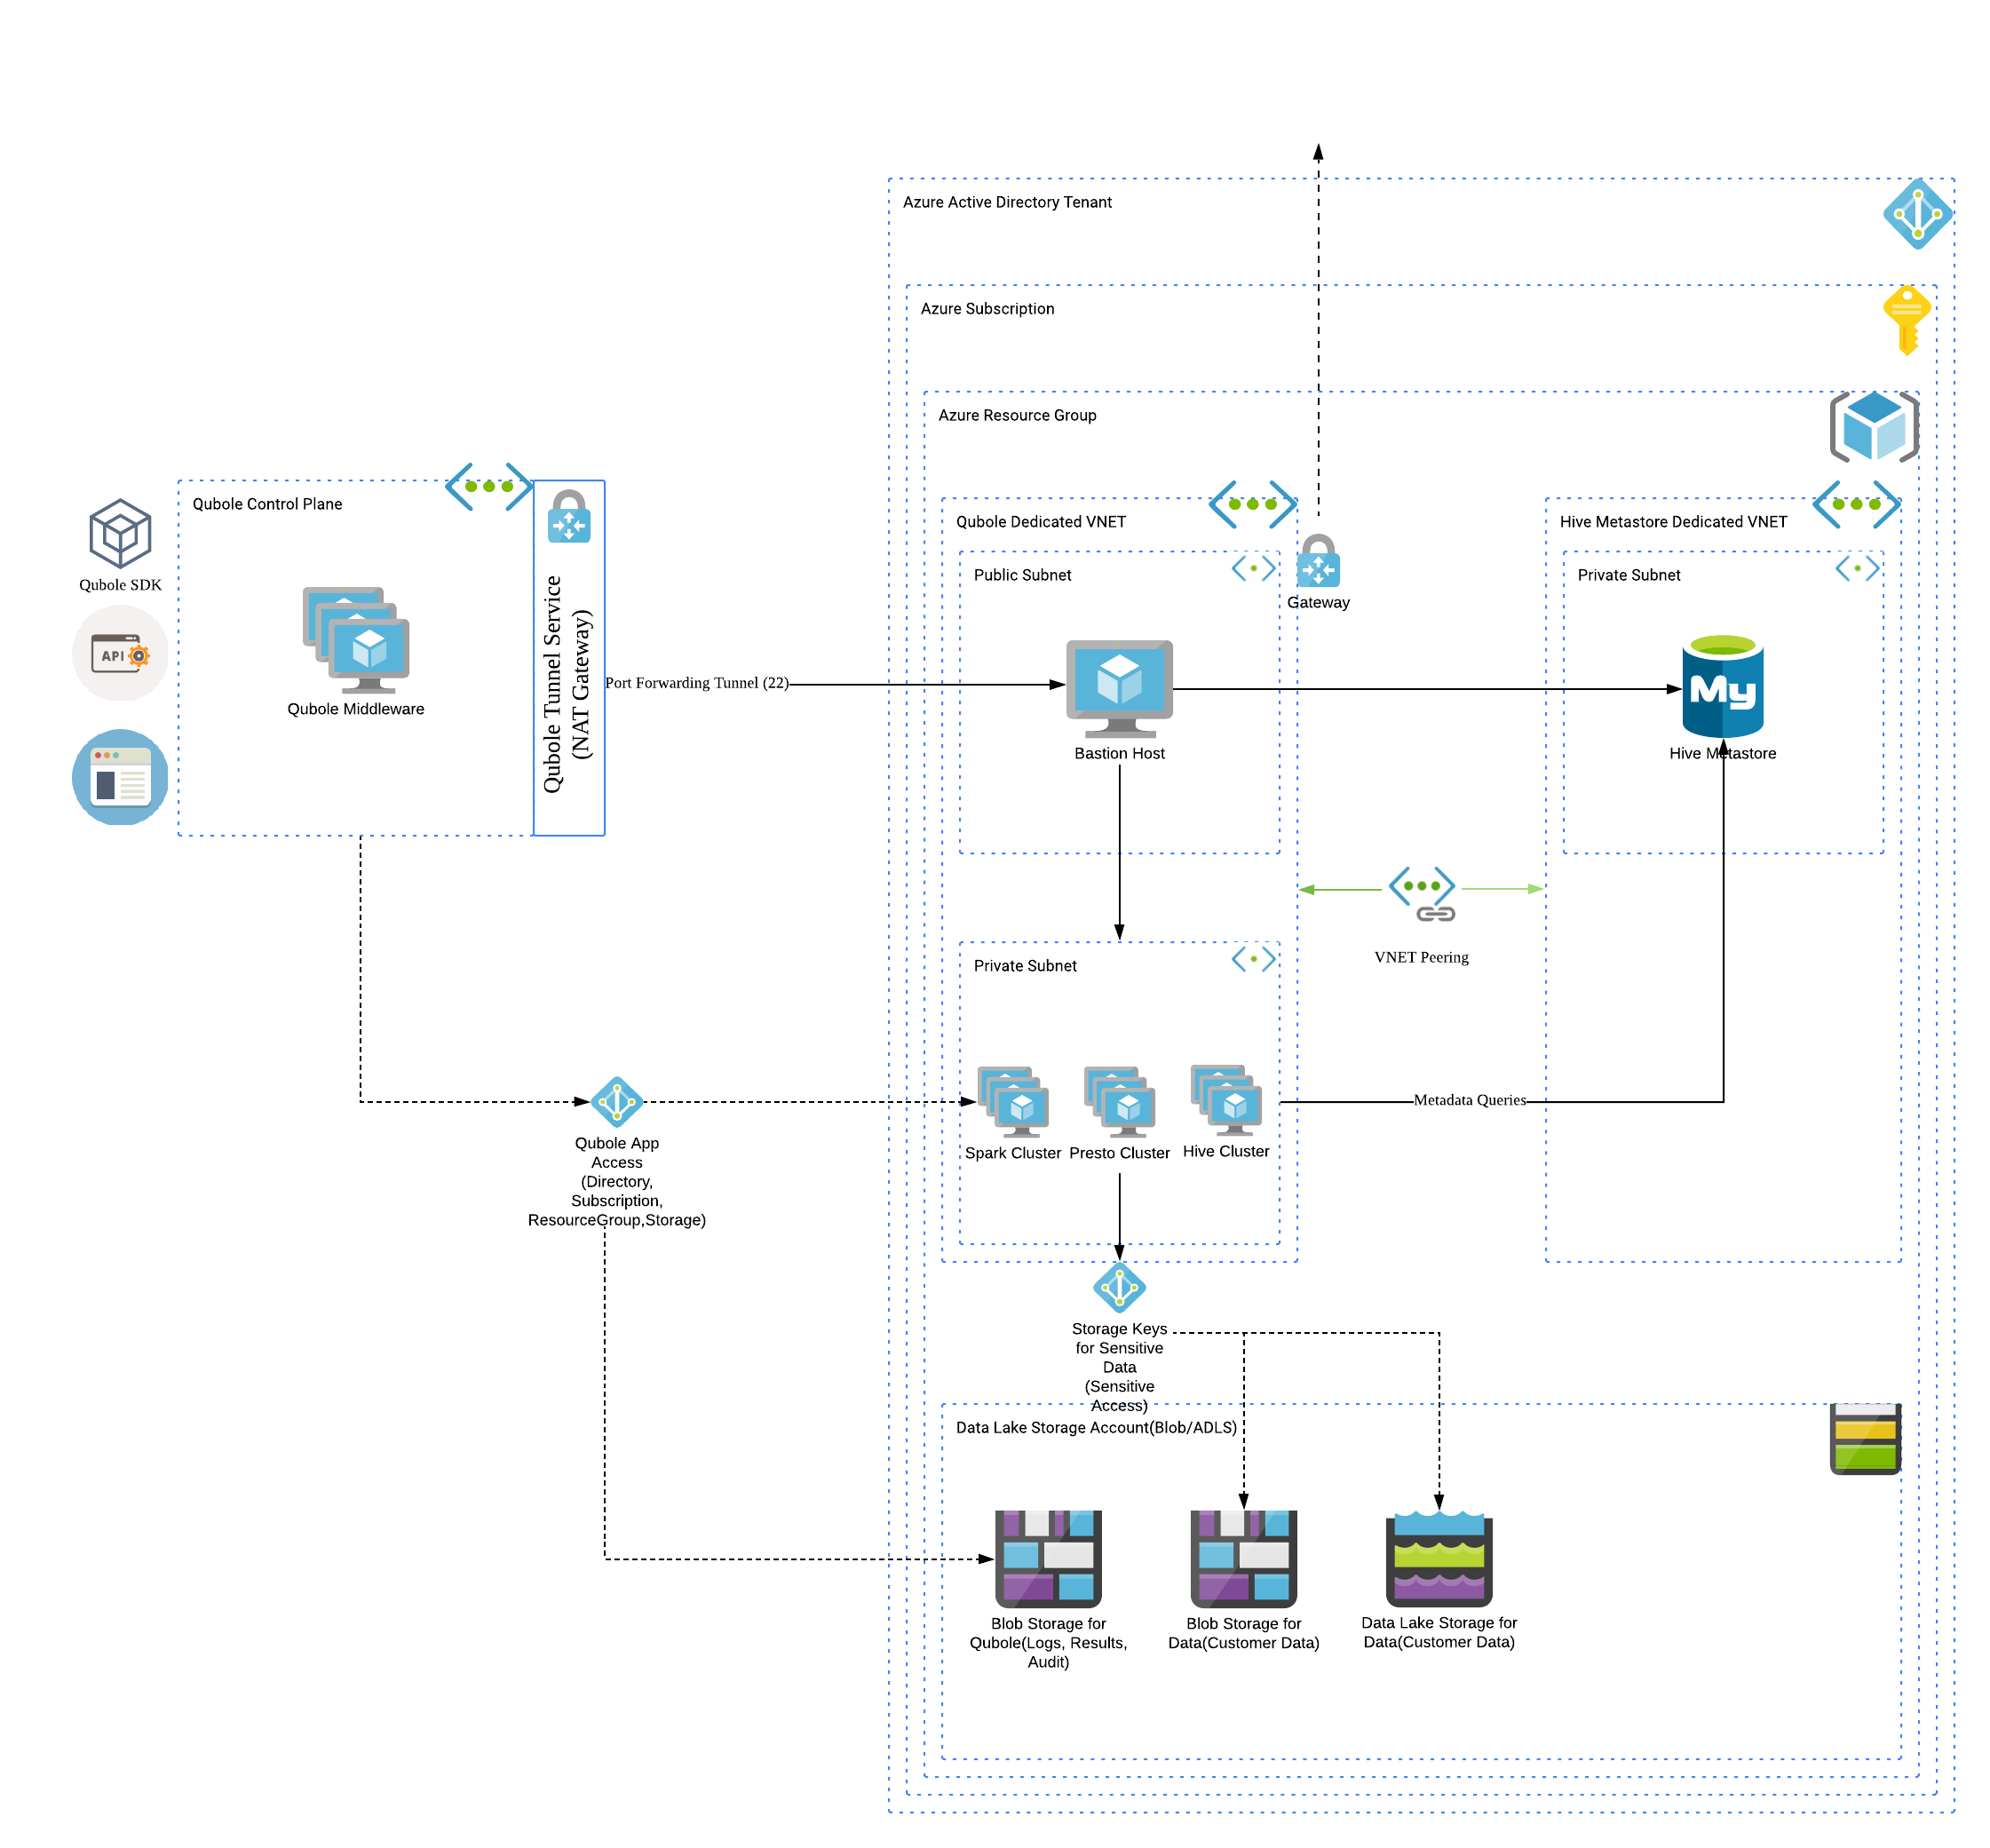 Azure Active Directory Tenant
Azure Subscription
Azure Resource Group
Qubole Control Plane
Qubole SDK
API
Qubole Middleware
Qubole Tunnel Service
(NAT Gateway)
Port Forwarding Tunnel (22)
Qubole Dedicated VNET
Public Subnet
Bastion Host
Gateway
Hive Metastore Dedicated VNET
Private Subnet
My
Hive Metastore
VNET Peering
Private Subnet
Spark Cluster
Presto Cluster
Hive Cluster
Metadata Queries
Qubole App
Access
(Directory,
Subscription,
ResourceGroup,Storage)
Storage Keys
for Sensitive
Data
(Sensitive
Access)
Data Lake Storage Account(Blob/ADLS)
Blob Storage for
Qubole(Logs, Results,
Audit)
Blob Storage for
Data(Customer Data)
Data Lake Storage for
Data(Customer Data)